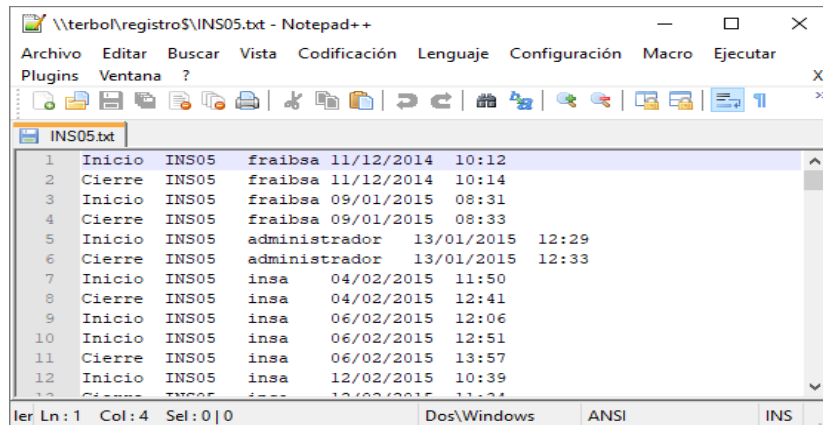 \\terbol\registro$\INS05.txt - Notepad++
Archivo Editar Buscar Vista Codificación Lenguaje Configuración Macro Ejecutar
Plugins Ventana ? X
INS05.txt
1 Inicio INS05 fraibsa 11/12/2014 10:12
2 Cierre INS05 fraibsa 11/12/2014 10:14
3 Inicio INS05 fraibsa 09/01/2015 08:31
4 Cierre INS05 fraibsa 09/01/2015 08:33
5 Inicio INS05 administrador 13/01/2015 12:29
6 Cierre INS05 administrador 13/01/2015 12:33
7 Inicio INS05 insa 04/02/2015 11:50
8 Cierre INS05 insa 04/02/2015 12:41
9 Inicio INS05 insa 06/02/2015 12:06
10 Inicio INS05 insa 06/02/2015 12:51
11 Cierre INS05 insa 06/02/2015 13:57
12 Inicio INS05 insa 12/02/2015 10:39
ler Ln : 1 Col : 4 Sel : 0 | 0 Dos\Windows ANSI INS